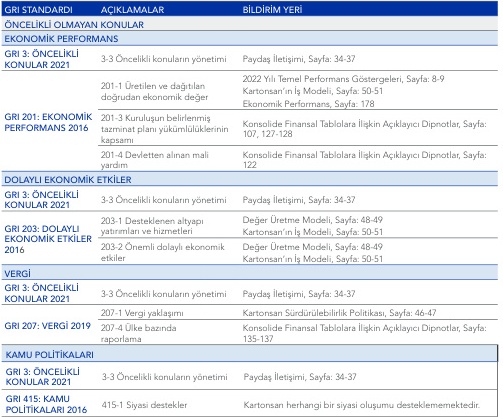 GRI STANDARDI AÇIKLAMALAR BİLDİRİM YERİ
ÖNCELİKLİ OLMAYAN KONULAR
EKONOMİK PERFORMANS
GRI 3: ÖNCELİKLİ
KONULAR 2021
3-3 Öncelikli konuların yönetimi
Paydaş İletişimi, Sayfa: 34-37
GRI 201: EKONOMİK
PERFORMANS 2016
201-1 Üretilen ve dağıtılan
doğrudan ekonomik değer
2022 Yılı Temel Performans Göstergeleri, Sayfa: 8-9
Kartonsan'ın İş Modeli, Sayfa: 50-51
Ekonomik Performans, Sayfa: 178
201-3 Kuruluşun belirlenmiş
tazminat planı yükümlülüklerinin
kapsamı
Konsolide Finansal Tablolara İlişkin Açıklayıcı Dipnotlar, Sayfa:
107, 127-128
201-4 Devletten alınan mali
yardım
Konsolide Finansal Tablolara İlişkin Açıklayıcı Dipnotlar, Sayfa:
122
DOLAYLI EKONOMİK ETKİLER
GRI 3: ÖNCELİKLİ
KONULAR 2021
3-3 Öncelikli konuların yönetimi
Paydaş İletişimi, Sayfa: 34-37
GRI 203: DOLAYLI
EKONOMİK ETKİLER
2016
203-1 Desteklenen altyapı
yatırımları ve hizmetleri
Değer Üretme Modeli, Sayfa: 48-49
Kartonsan'ın İş Modeli, Sayfa: 50-51
203-2 Önemli dolaylı ekonomik
etkiler
Değer Üretme Modeli, Sayfa: 48-49
Kartonsan'ın İş Modeli, Sayfa: 50-51
VERGİ
GRI 3: ÖNCELİKLİ
KONULAR 2021
3-3 Öncelikli konuların yönetimi
Paydaş İletişimi, Sayfa: 34-37
GRI 207: VERGİ 2019
207-1 Vergi yaklaşımı
Kartonsan Sürdürülebilirlik Politikası, Sayfa: 46-47
207-4 Ülke bazında
raporlama
Konsolide Finansal Tablolara İlişkin Açıklayıcı Dipnotlar, Sayfa:
135-137
KAMU POLİTİKALARI
GRI 3: ÖNCELİKLİ
KONULAR 2021
3-3 Öncelikli konuların yönetimi
Paydaş İletişimi, Sayfa: 34-37
GRI 415: KAMU
POLİTİKALARI 2016
415-1 Siyasi destekler
Kartonsan herhangi bir siyasi oluşumu desteklememektedir.